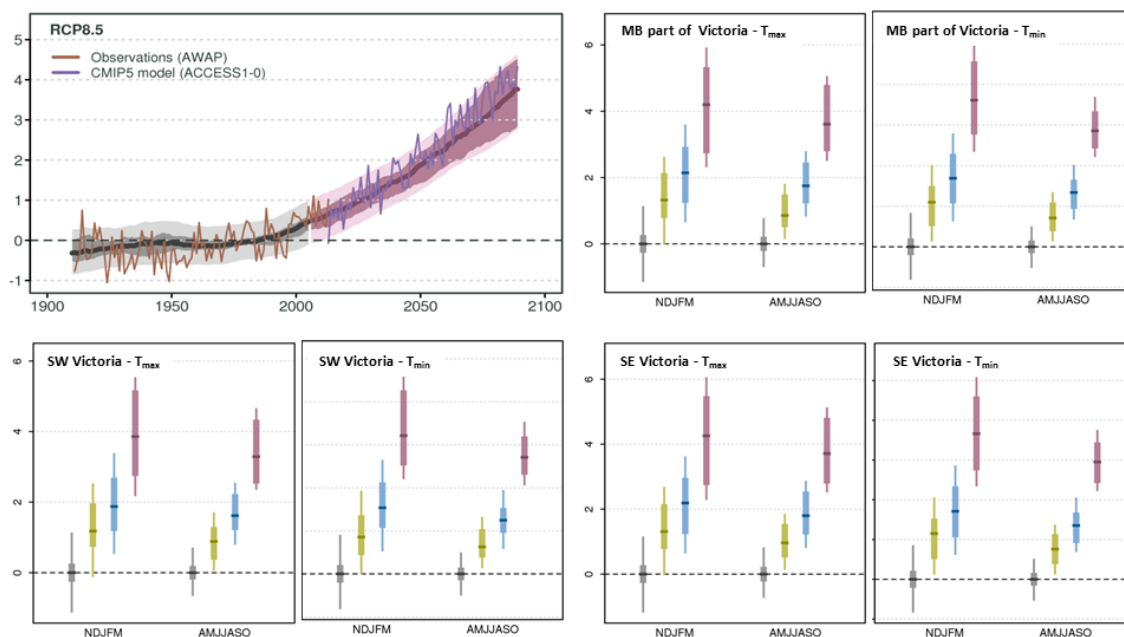 RCP8.5
Observations (AWAP)
CMIP5 model (ACCESS1-0)
5
4
3
2
1
0
-1
1900
1950
2000
2050
2100
MB part of Victoria - Tmax
6
4
2
0
NDJFM
AMJJASO
MB part of Victoria - Tmin
NDJFM
AMJJASO
SW Victoria - Tmax
6
4
2
0
NDJFM
AMJJASO
SW Victoria - Tmin
NDJFM
AMJJASO
SE Victoria - Tmax
6
4
2
0
NDJFM
AMJJASO
SE Victoria - Tmin
NDJFM
AMJJASO